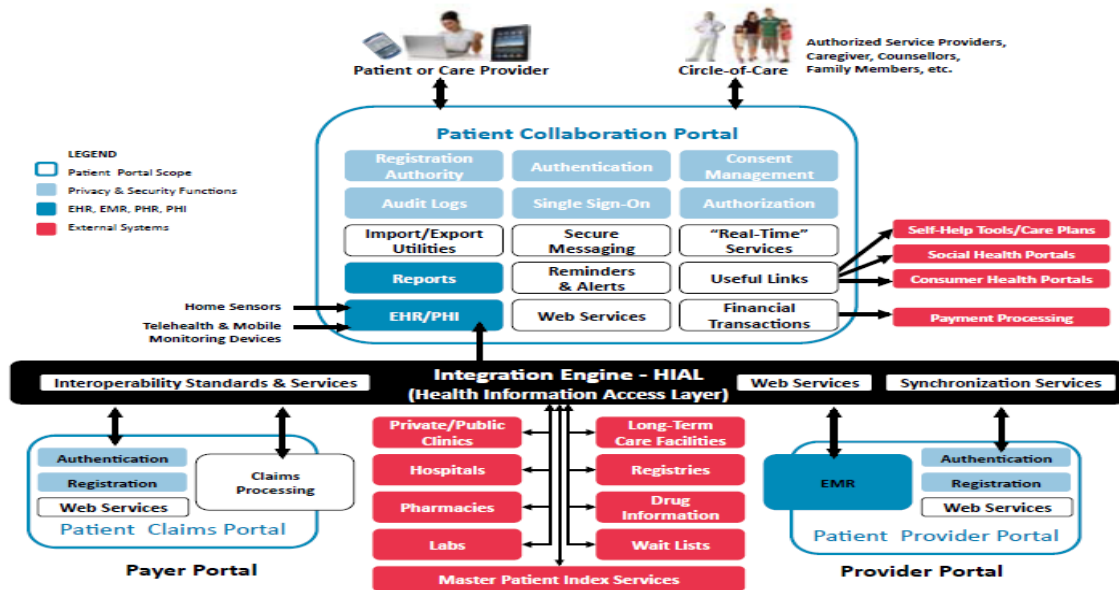 Patient or Care Provider
Circle-of-Care
Authorized Service Providers,
Caregiver, Counsellors,
Family Members, etc.
Patient Collaboration Portal
LEGEND
Patient Portal Scope
Privacy & Security Functions
EHR, EMR, PHR, PHI
External Systems
Registration
Authority
Authentication
Consent
Management
Audit Logs
Single Sign-On
Authorization
Import/Export
Utilities
Secure
Messaging
“Real-Time”
Services
Reports
Reminders
& Alerts
Useful Links
EHR/PHI
Web Services
Financial
Transactions
Self-Help Tools/Care Plans
Social Health Portals
Consumer Health Portals
Payment Processing
Home Sensors
Telehealth & Mobile
Monitoring Devices
Interoperability Standards & Services
Integration Engine - HIAL
(Health Information Access Layer)
Web Services
Synchronization Services
Authentication
Registration
Web Services
Claims
Processing
Patient Claims Portal
Payer Portal
Private/Public
Clinics
Long-Term
Care Facilities
Hospitals
Registries
Pharmacies
Drug
Information
Labs
Wait Lists
Master Patient Index Services
EMR
Authentication
Registration
Web Services
Patient Provider Portal
Provider Portal